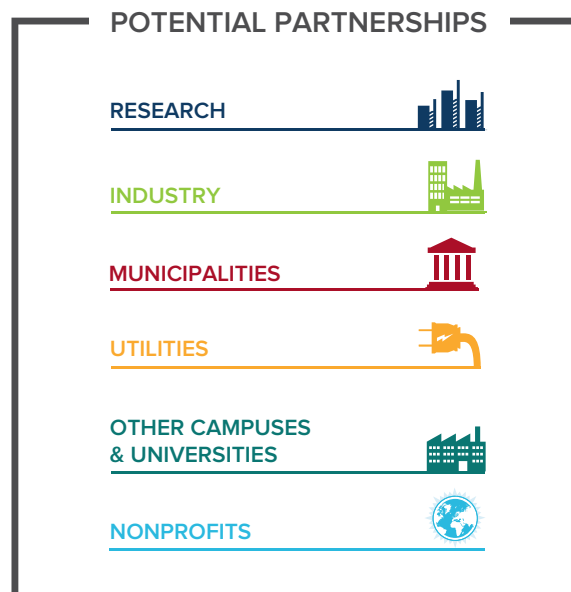 POTENTIAL PARTNERSHIPS
RESEARCH
INDUSTRY
MUNICIPALITIES
UTILITIES
OTHER CAMPUSES
& UNIVERSITIES
NONPROFITS